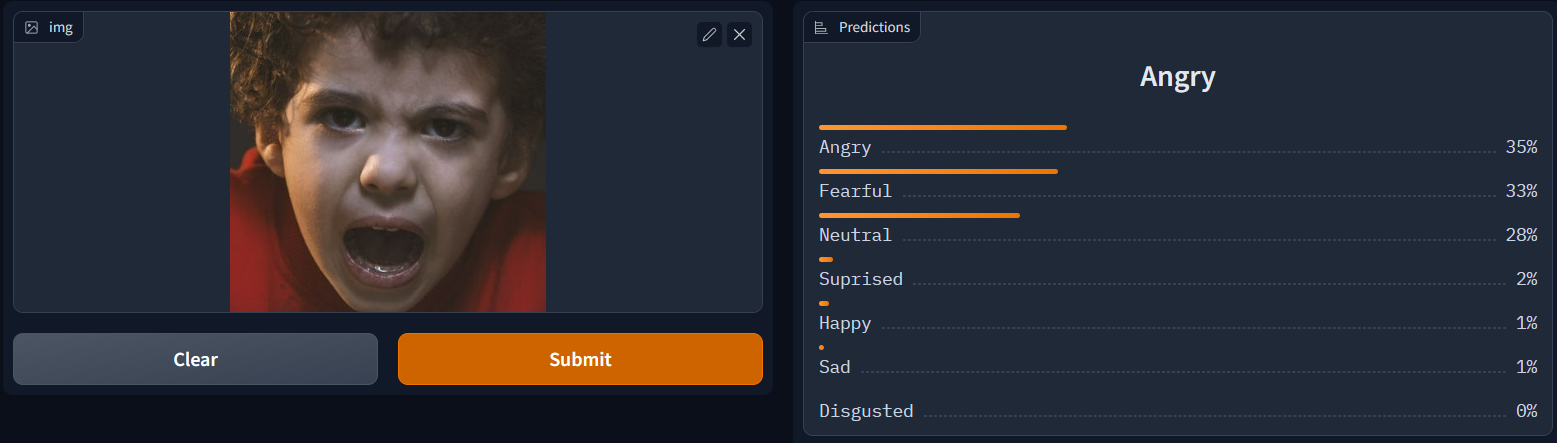 img
Clear
Submit
Predictions
Angry
Angry 35%
Fearful 33%
Neutral 28%
Suprised 2%
Happy 1%
Sad 1%
Disgusted 0%